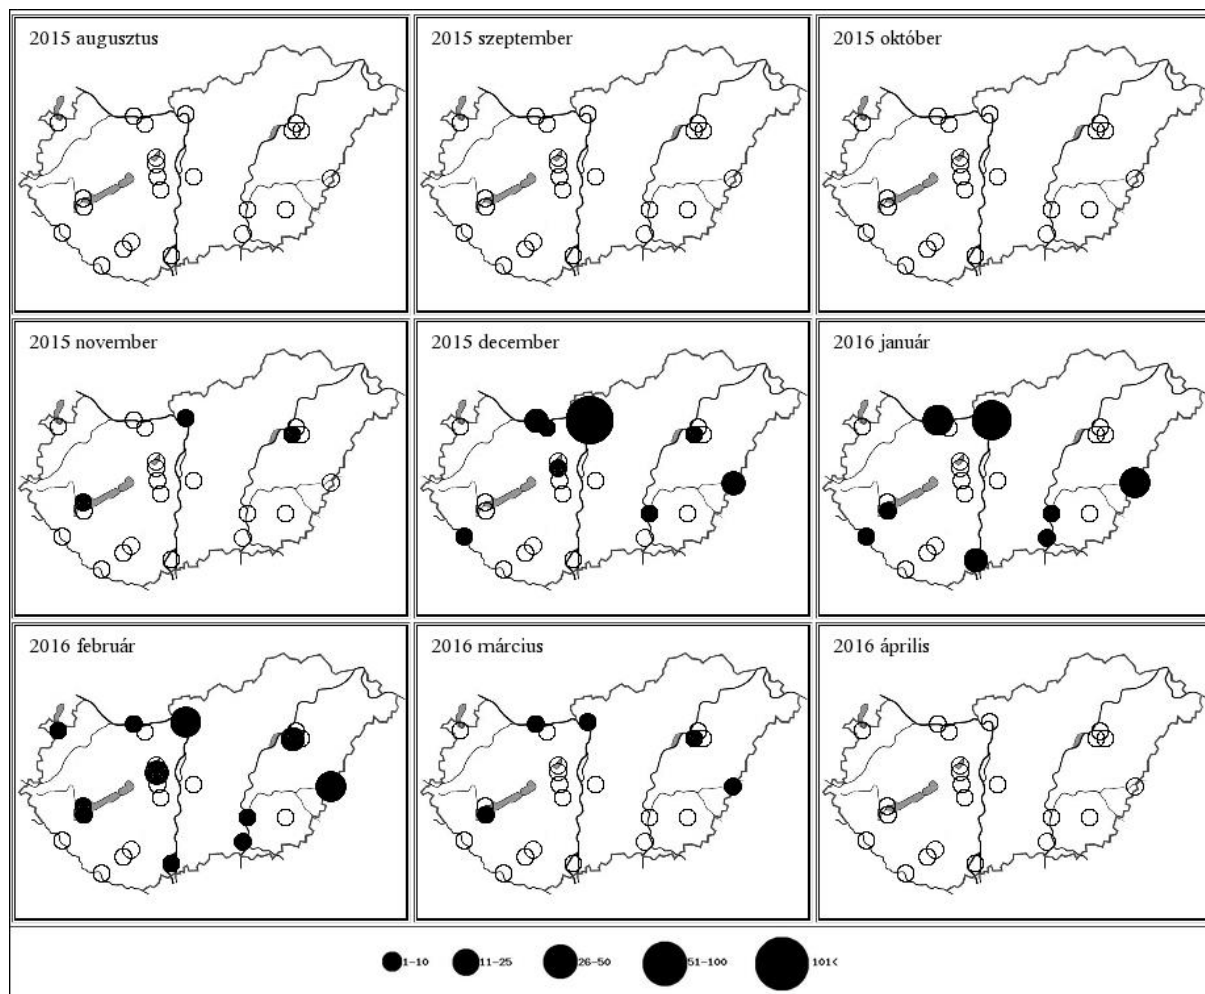 2015 augusztus
2015 szeptember
2015 október
2015 november
2015 december
2016 január
2016 február
2016 március
2016 április
1-10
11-25
26-50
51-100
101<